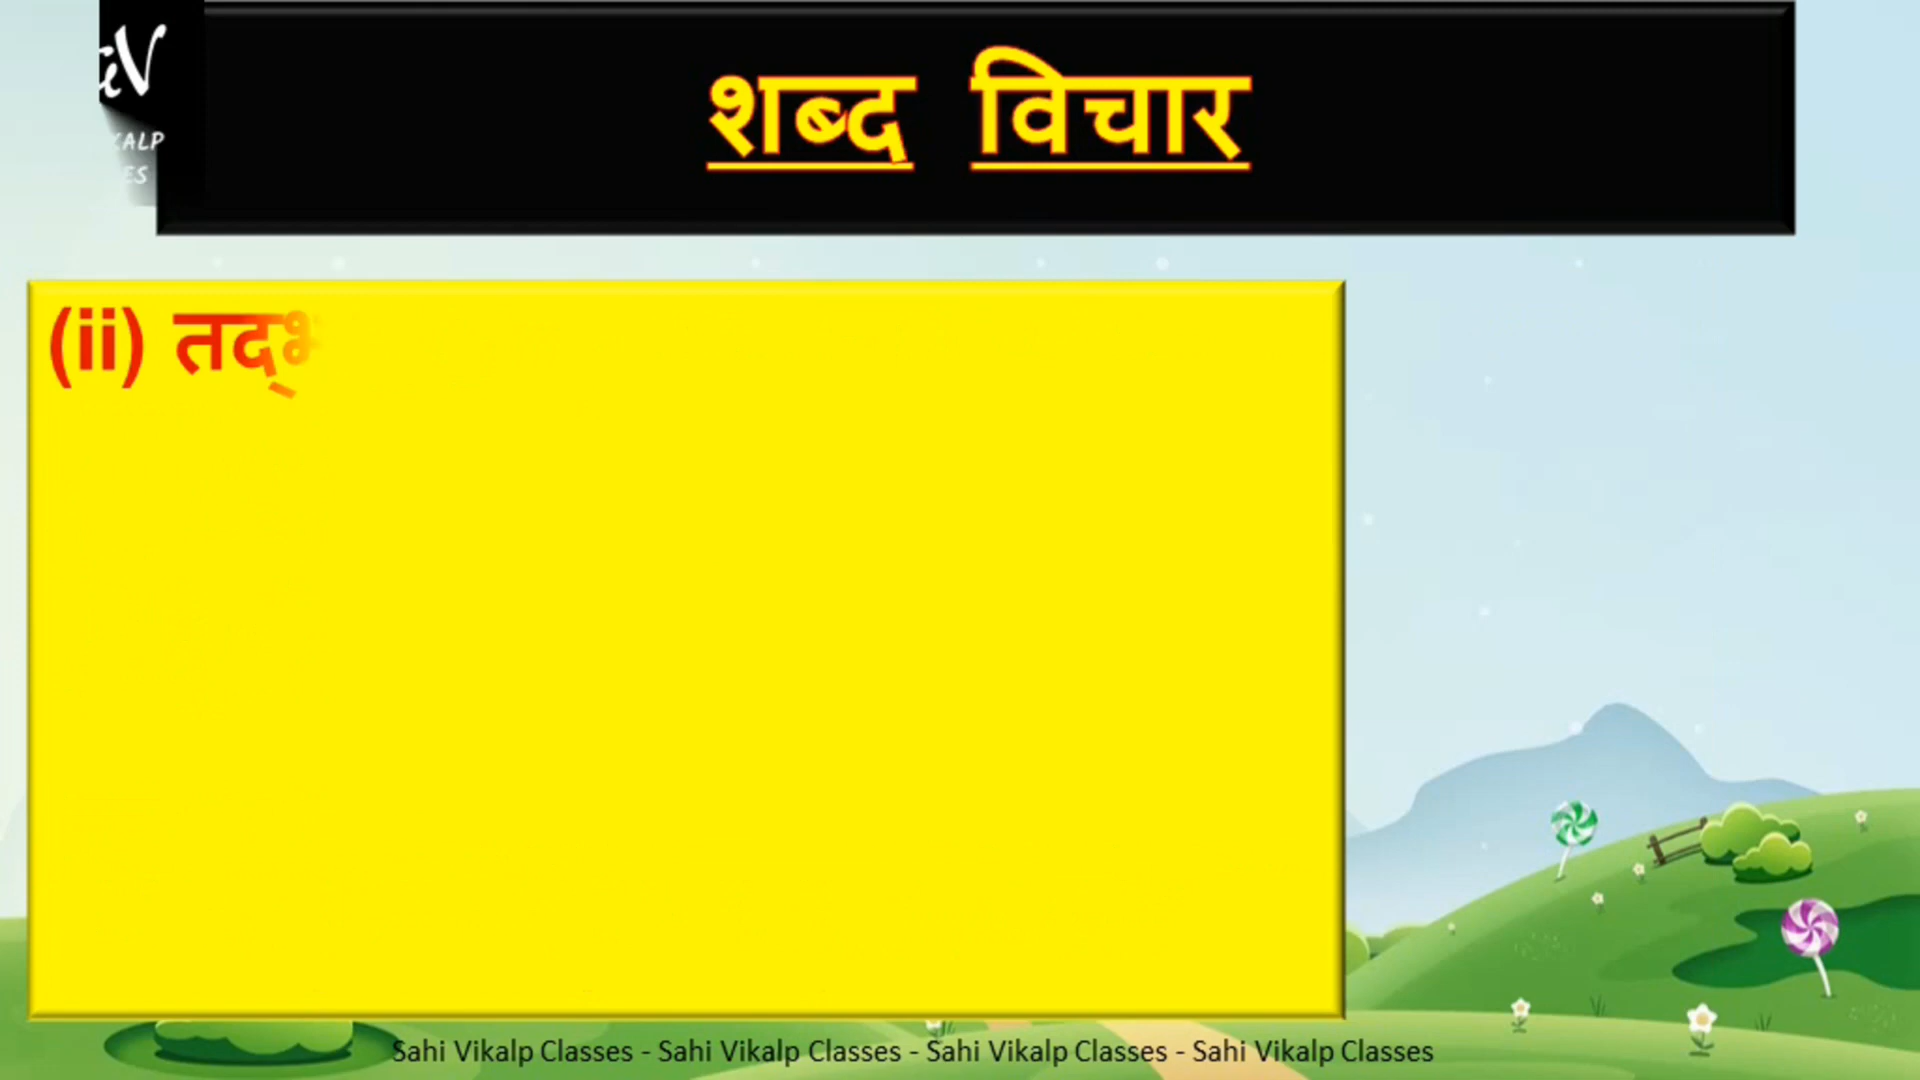 शब्द विचार
(ii) तद्भ
Sahi Vikalp Classes - Sahi Vikalp Classes - Sahi Vikalp Classes - Sahi Vikalp Classes